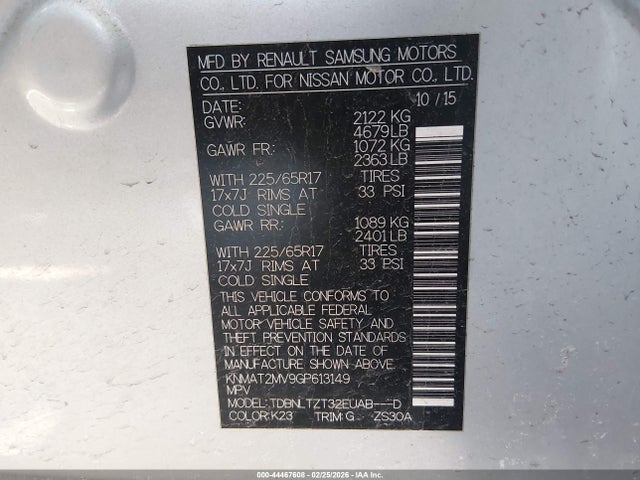 MFD BY RENAULT SAMSUNG MOTORS
CO., LTD. FOR NISSAN MOTOR CO., LTD.
DATE: 10 / 15
GVWR: 2122 KG
4679 LB
GAWR FR: 1072 KG
2363 LB
WITH 225/65R17 TIRES
17x7J RIMS AT 33 PSI
COLD SINGLE
GAWR RR: 1089 KG
2401 LB
WITH 225/65R17 TIRES
17x7J RIMS AT 33 PSI
COLD SINGLE
THIS VEHICLE CONFORMS TO
ALL APPLICABLE FEDERAL
MOTOR VEHICLE SAFETY AND
THEFT PREVENTION STANDARDS
IN EFFECT ON THE DATE OF
MANUFACTURE SHOWN ABOVE.
KNMAT2MV9GP613149
MPV
MODEL: TDBNLTZT32EUAB---D
COLOR: K23 TRIM: G ZS30A
000-44467608 - 02/25/2026 - COPYRIGHT IAA, LLC.